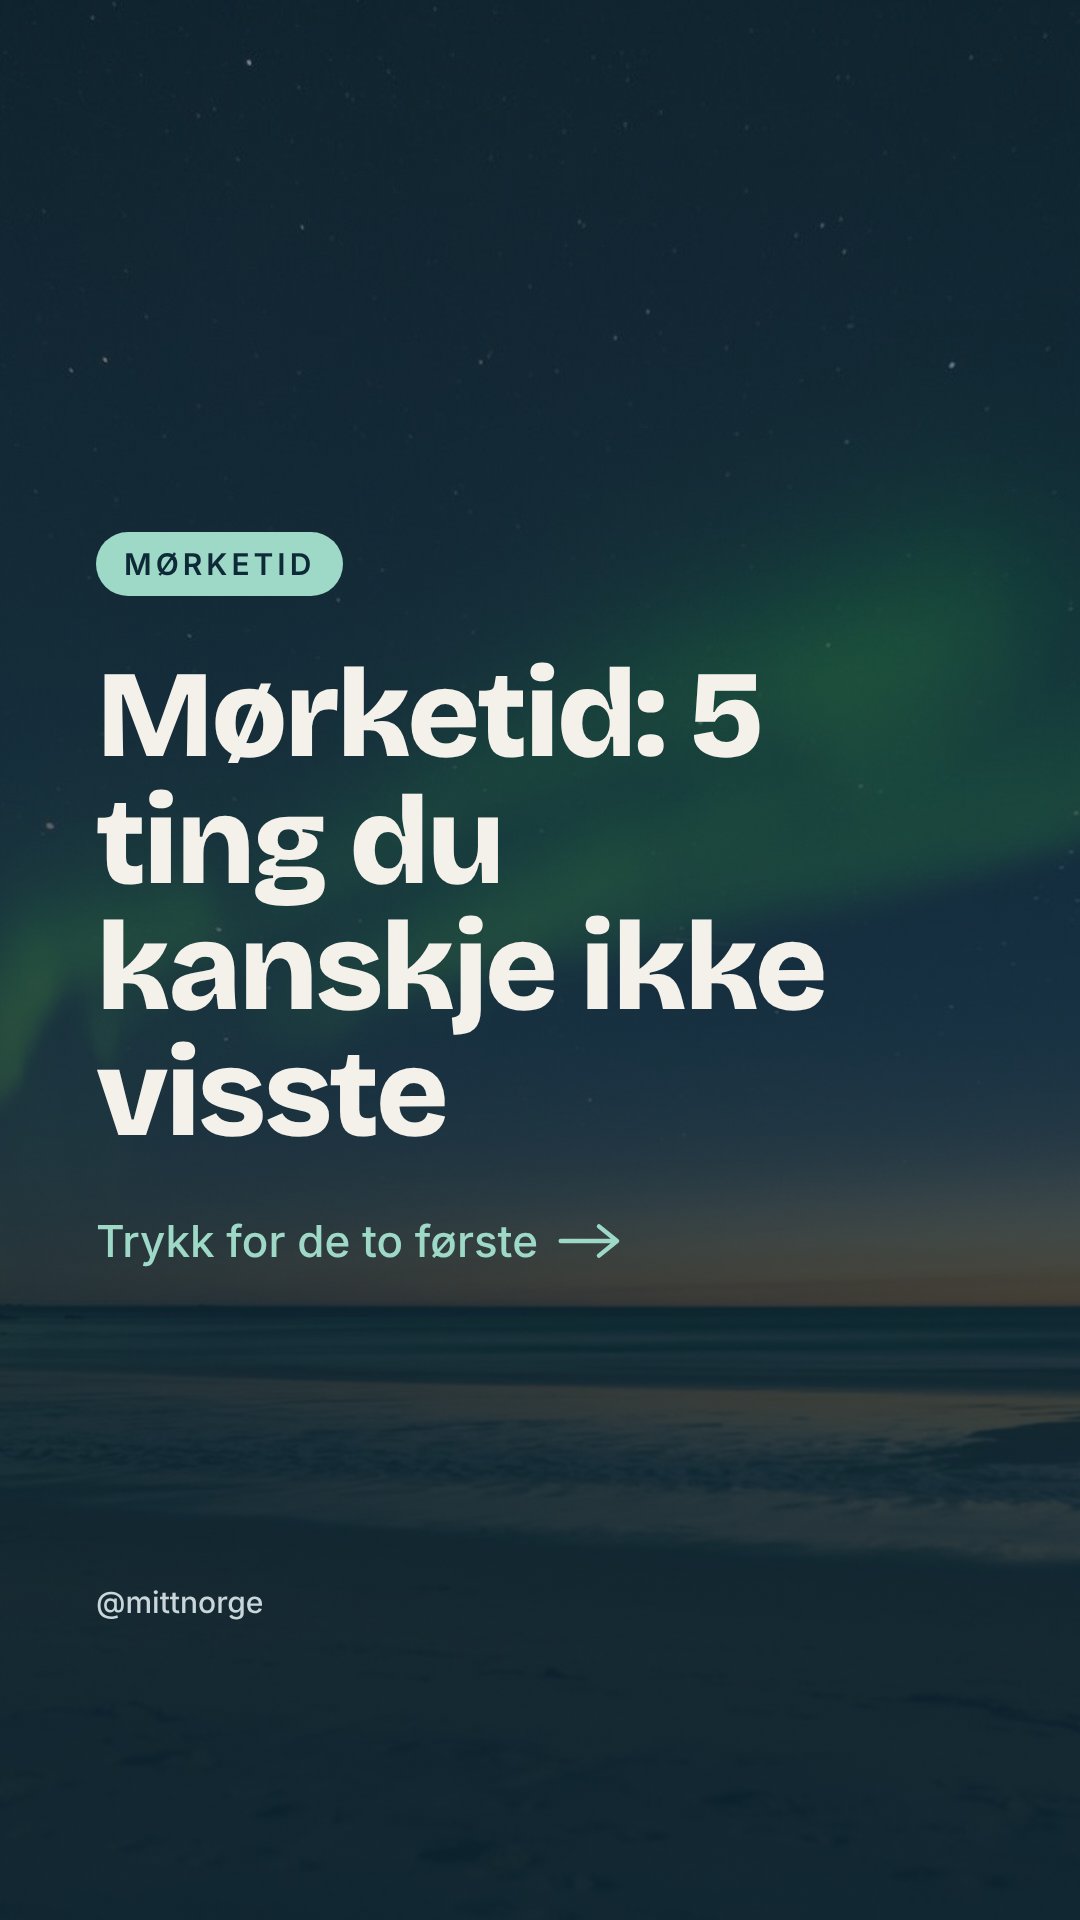 MØRKETID
Mørketid: 5
ting du
kanskje ikke
visste
Trykk for de to første →
@mittnorge